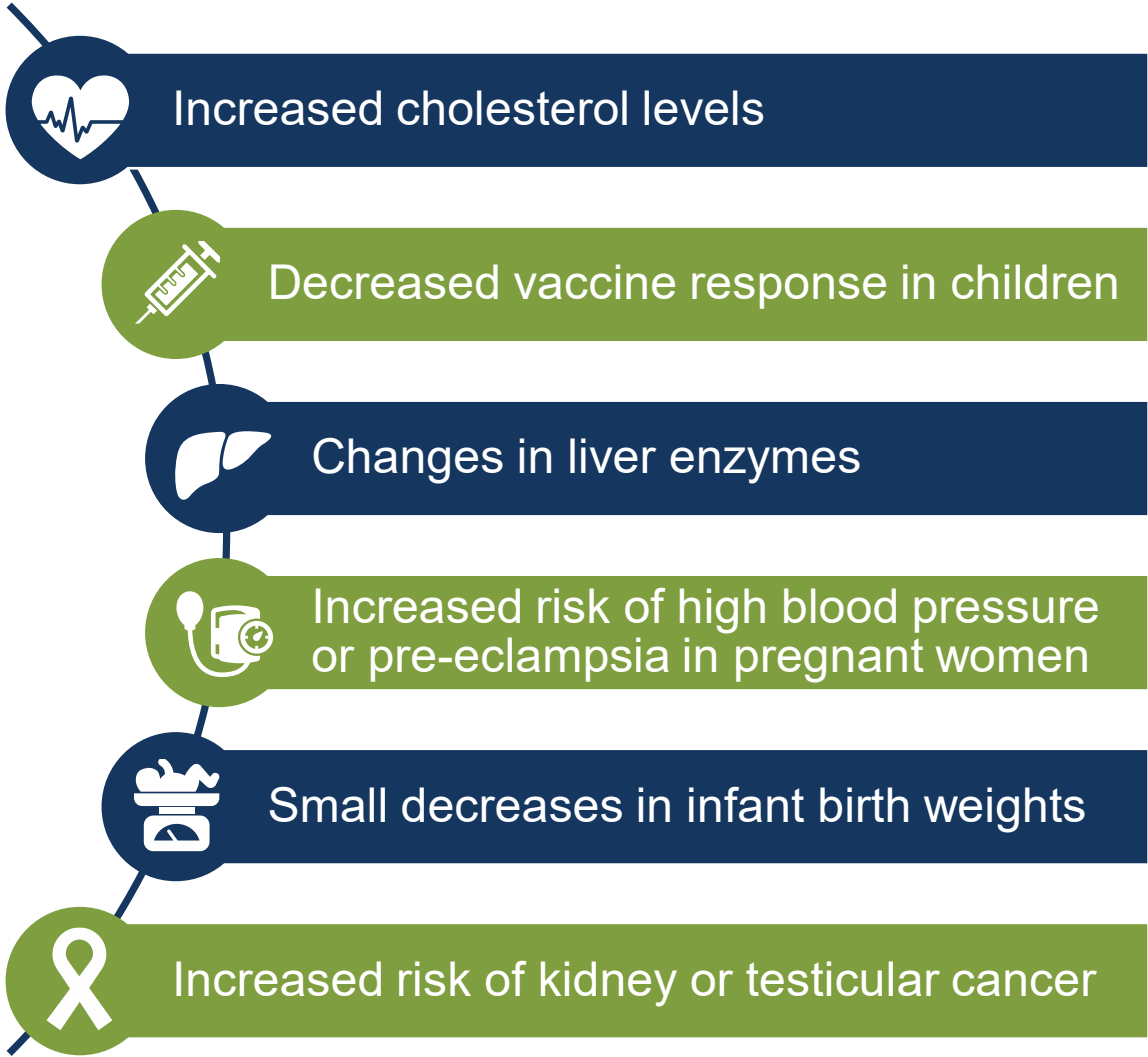 Increased cholesterol levels
Decreased vaccine response in children
Changes in liver enzymes
Increased risk of high blood pressure
or pre-eclampsia in pregnant women
Small decreases in infant birth weights
Increased risk of kidney or testicular cancer